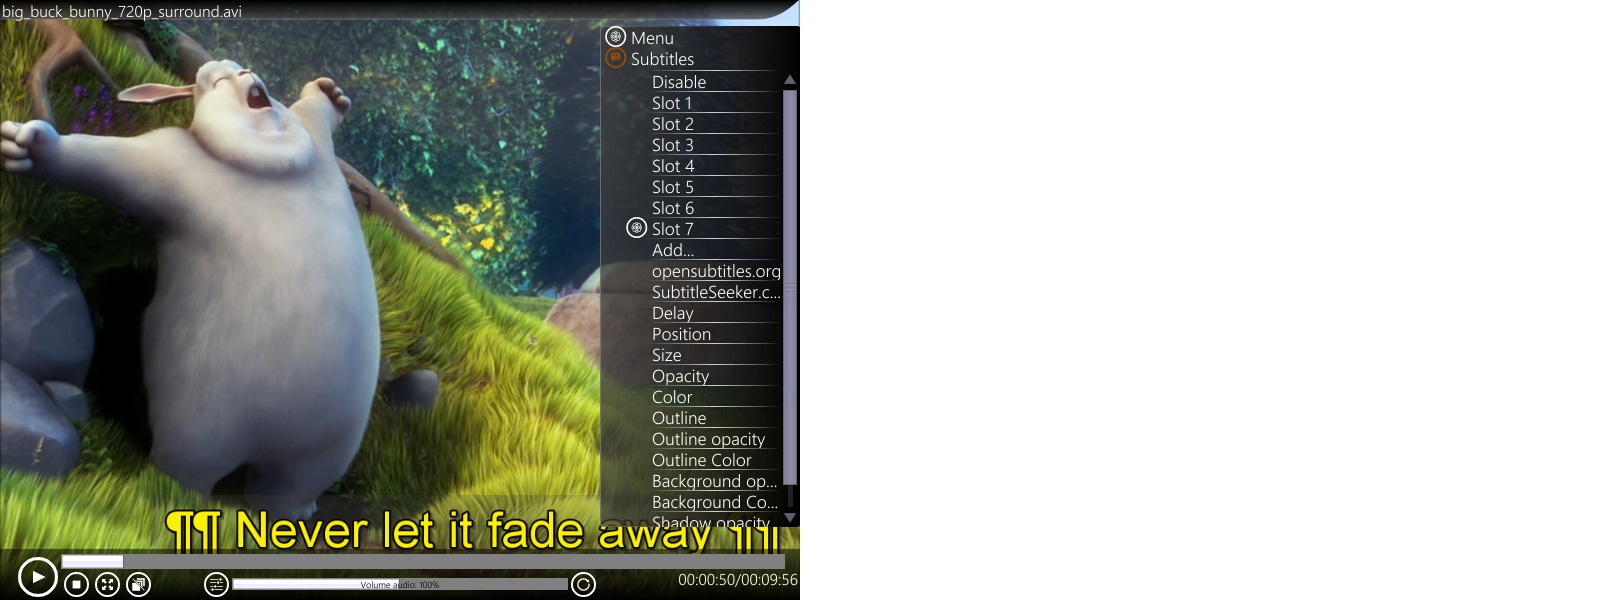 big_buck_bunny_720p_surround.avi
Menu
Subtitles
Disable
Slot 1
Slot 2
Slot 3
Slot 4
Slot 5
Slot 6
Slot 7
Add...
opensubtitles.org
SubtitleSeeker.c...
Delay
Position
Size
Opacity
Color
Outline
Outline opacity
Outline Color
Background op...
Background Co...
Shadow opacity
¶¶ Never let it fade away ¶¶
Volume audio: 100%
00:00:50/00:09:56